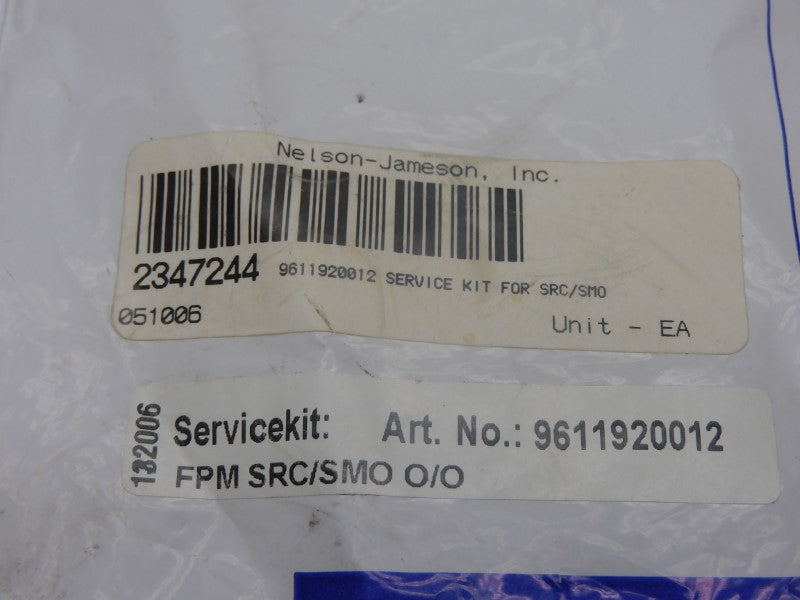 Nelson-Jameson, Inc.
2347244 9611920012 SERVICE KIT FOR SRC/SMO
051006 Unit - EA
Servicekit: Art. No.: 9611920012
FPM SRC/SMO O/O